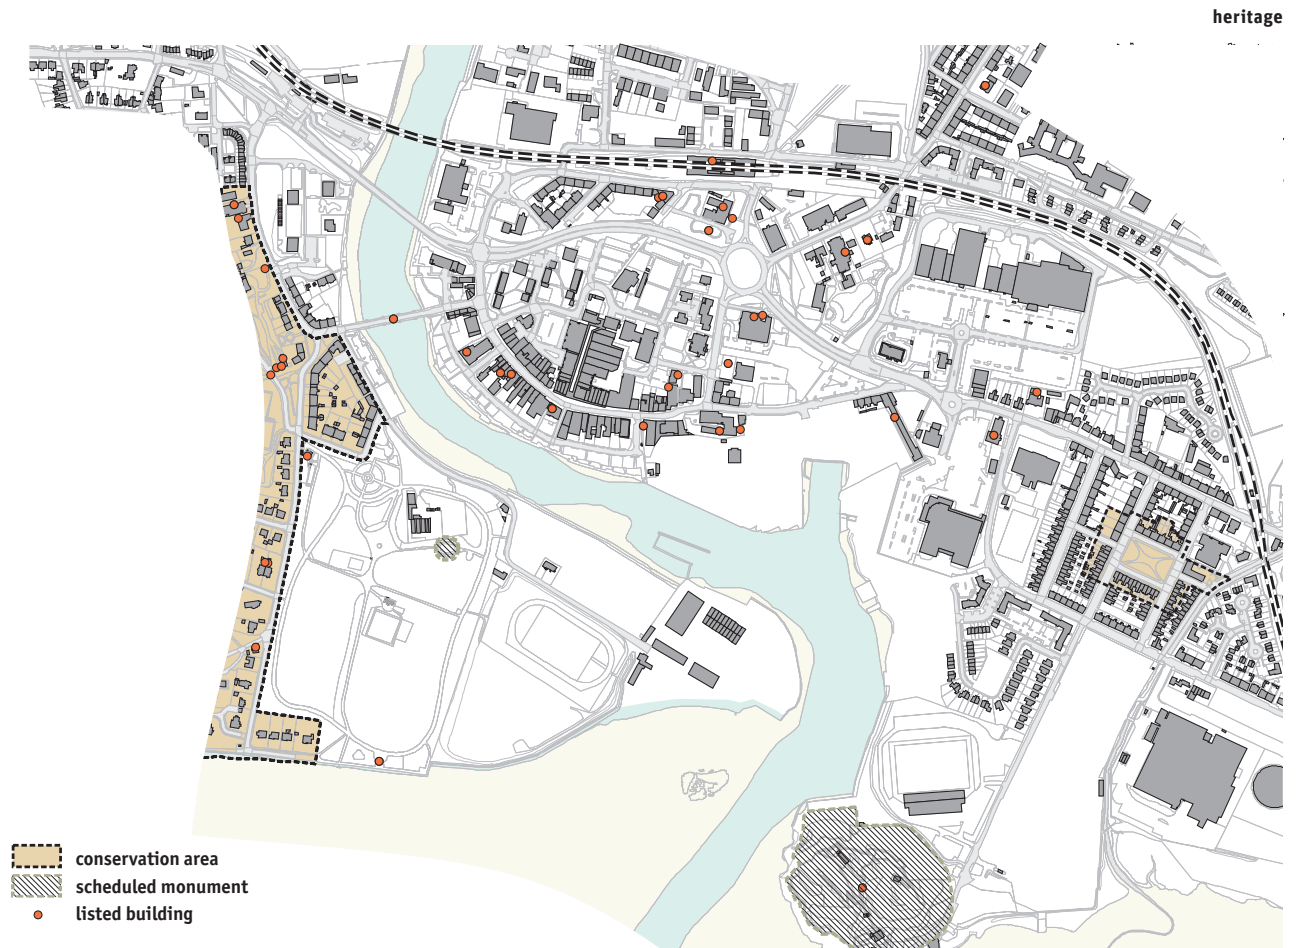 heritage
conservation area
scheduled monument
listed building